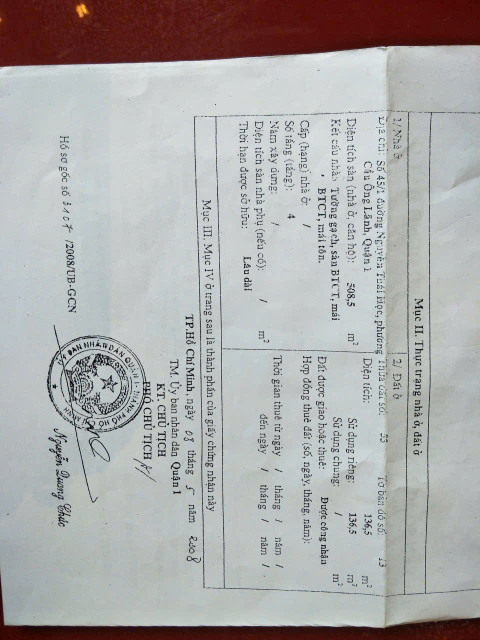 Mục II. Thực trạng nhà ở, đất ở
1/ Nhà ở
Địa chỉ: Số 45/1 đường Nguyễn Thái Học, phường
Cầu Ông Lãnh, Quận 1
Diện tích sàn (nhà ở, căn hộ): 508,5 m²
Kết cấu nhà: Tường gạch, sàn BTCT, mái
BTCT, mái tôn.
Cấp (hạng) nhà ở: /
Số tầng (tầng): 4
Năm xây dựng: /
Diện tích sàn nhà phụ (nếu có): / m²
Thời hạn được sở hữu: Lâu dài
2/ Đất ở
Thửa đất số: 55 Tờ bản đồ số: 13
Diện tích: 136,5 m²
Sử dụng riêng: 136,5 m²
Sử dụng chung: / m²
Đất được giao hoặc thuê: Được công nhận
Hợp đồng thuê đất (số, ngày, tháng, năm):
Thời gian thuê từ ngày / tháng / năm /
đến ngày / tháng / năm /
Mục III. Mục IV ở trang sau là thành phần của giấy chứng nhận này
TP.Hồ Chí Minh, ngày 08 tháng 5 năm 2008
TM. Ủy ban nhân dân Quận 1
KT. CHỦ TỊCH
PHÓ CHỦ TỊCH
Hồ sơ gốc số 3107 /2008/UB-GCN